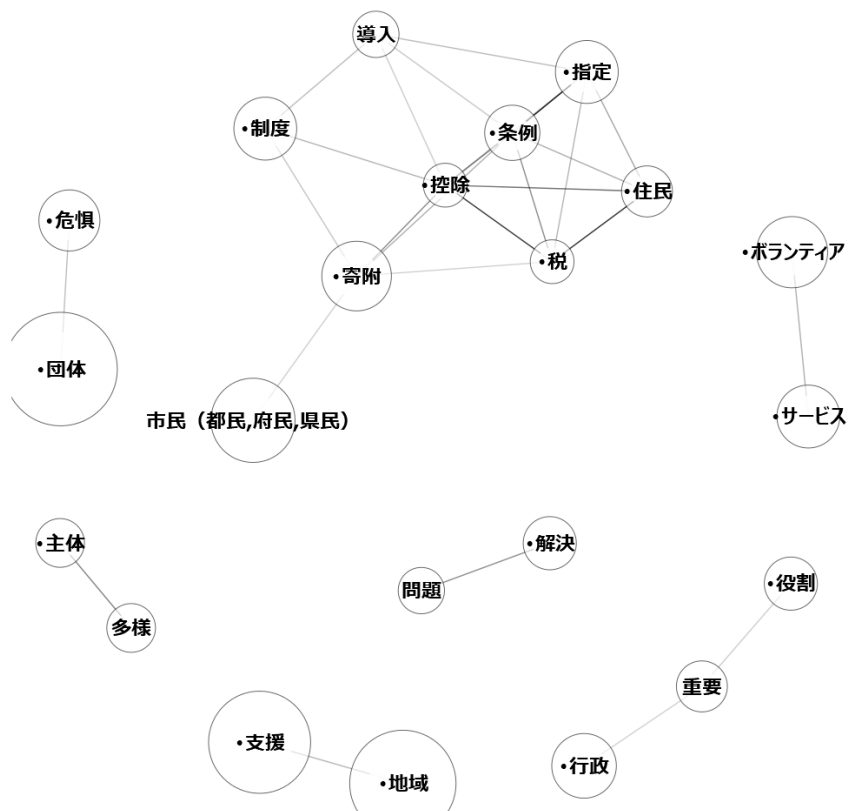 導入
•指定
•制度
•条例
•控除
•住民
•危惧
•ボランティア
•税
•寄附
•団体
市民（都民,府民,県民）
•サービス
•主体
•解決
問題
•役割
多様
重要
•支援
•行政
•地域